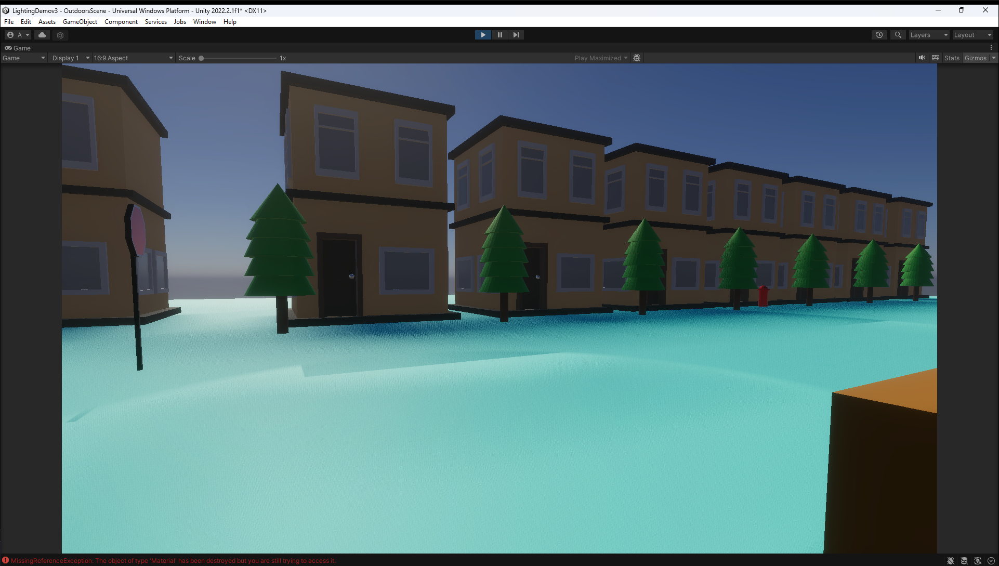 LightingDemov3 - OutdoorsScene - Universal Windows Platform - Unity 2022.2.1f1* <DX11>
File Edit Assets GameObject Component Services Jobs Window Help
A Layers Layout
Game
Game Display 1 16:9 Aspect Scale 1x Play Maximized Stats Gizmos
MissingReferenceException: The object of type 'Material' has been destroyed but you are still trying to access it.